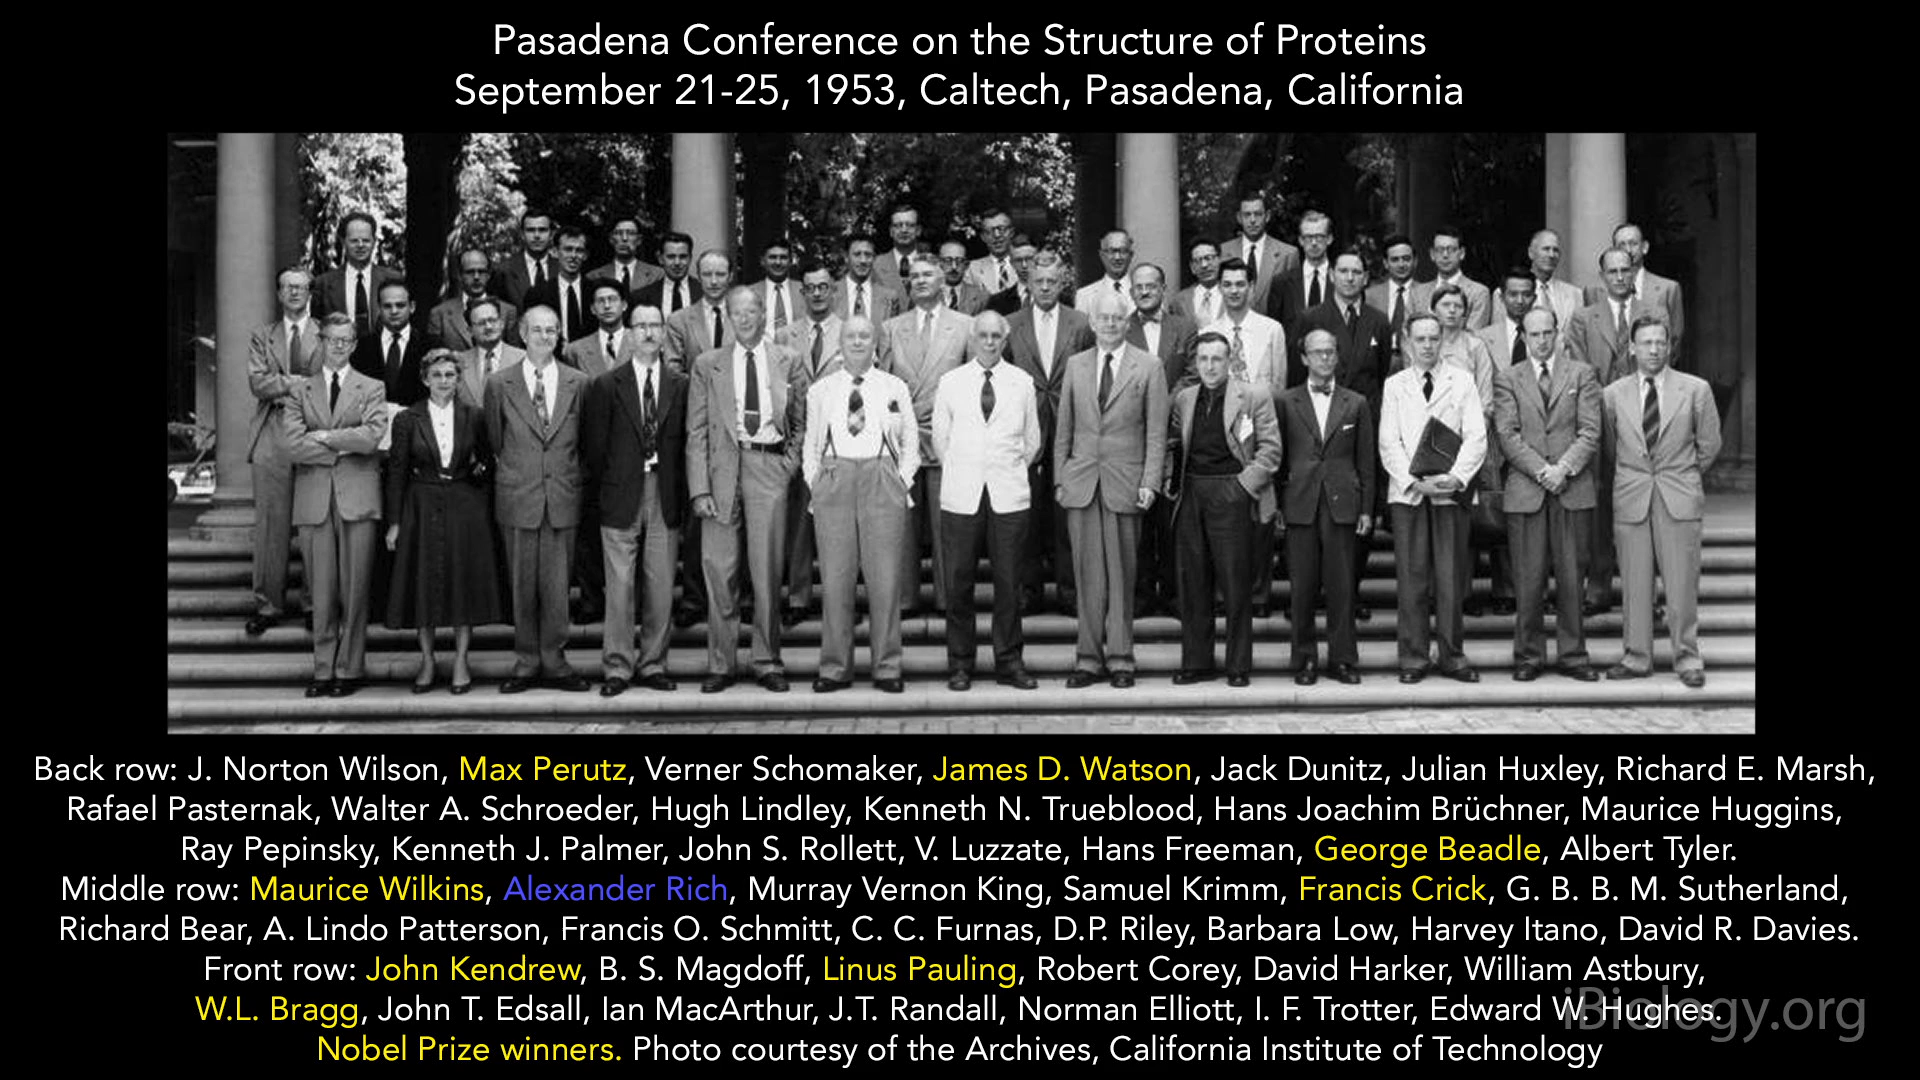 Pasadena Conference on the Structure of Proteins
September 21-25, 1953, Caltech, Pasadena, California
Back row: J. Norton Wilson, Max Perutz, Verner Schomaker, James D. Watson, Jack Dunitz, Julian Huxley, Richard E. Marsh,
Rafael Pasternak, Walter A. Schroeder, Hugh Lindley, Kenneth N. Trueblood, Hans Joachim Brüchner, Maurice Huggins,
Ray Pepinsky, Kenneth J. Palmer, John S. Rollett, V. Luzzate, Hans Freeman, George Beadle, Albert Tyler.
Middle row: Maurice Wilkins, Alexander Rich, Murray Vernon King, Samuel Krimm, Francis Crick, G. B. B. M. Sutherland,
Richard Bear, A. Lindo Patterson, Francis O. Schmitt, C. C. Furnas, D.P. Riley, Barbara Low, Harvey Itano, David R. Davies.
Front row: John Kendrew, B. S. Magdoff, Linus Pauling, Robert Corey, David Harker, William Astbury,
W.L. Bragg, John T. Edsall, Ian MacArthur, J.T. Randall, Norman Elliott, I. F. Trotter, Edward W. Hughes.
iBiology.org
Nobel Prize winners. Photo courtesy of the Archives, California Institute of Technology